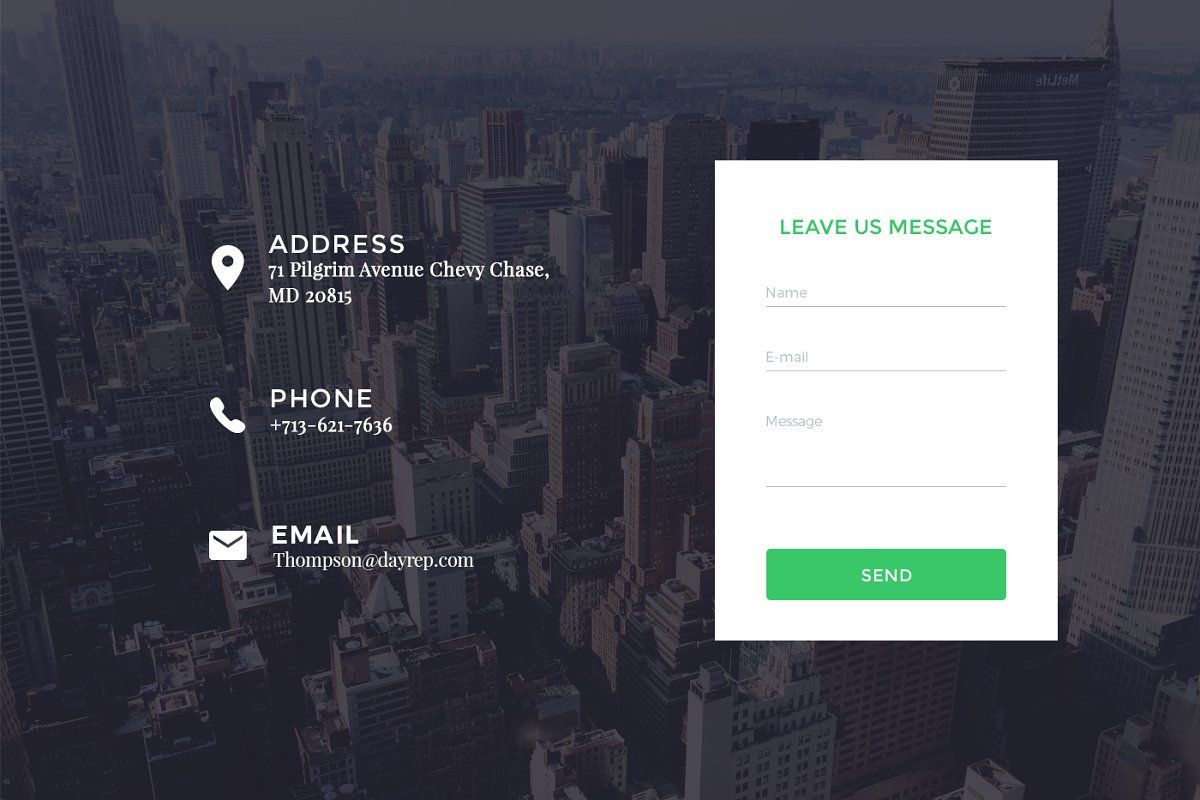 MetLife
ADDRESS
71 Pilgrim Avenue Chevy Chase,
MD 20815
PHONE
+713-621-7636
EMAIL
Thompson@dayrep.com
LEAVE US MESSAGE
Name
E-mail
Message
SEND